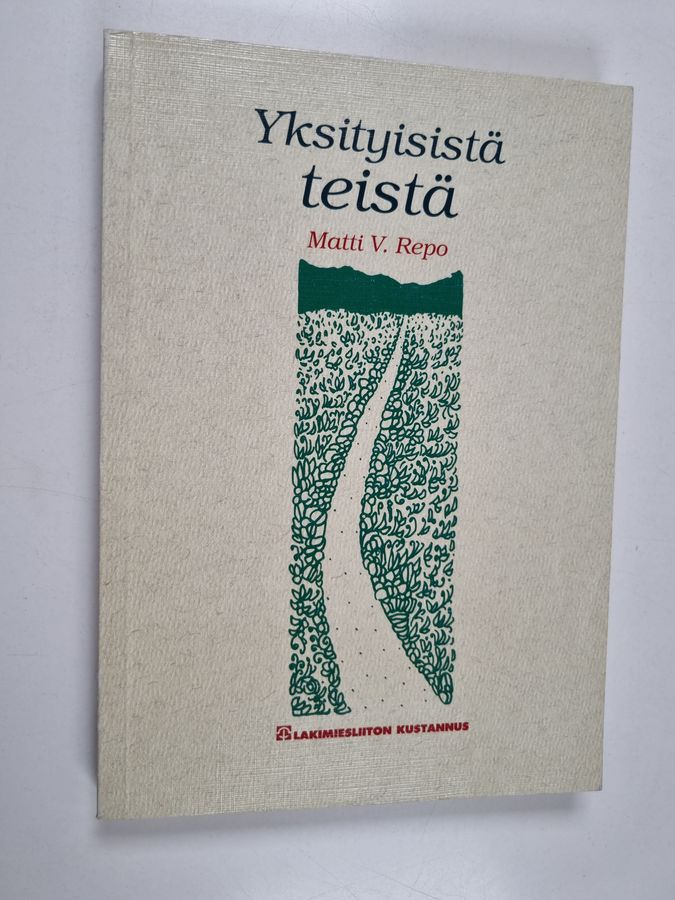 Yksityisistä
teistä
Matti V. Repo
LAKIMIESLIITON KUSTANNUS